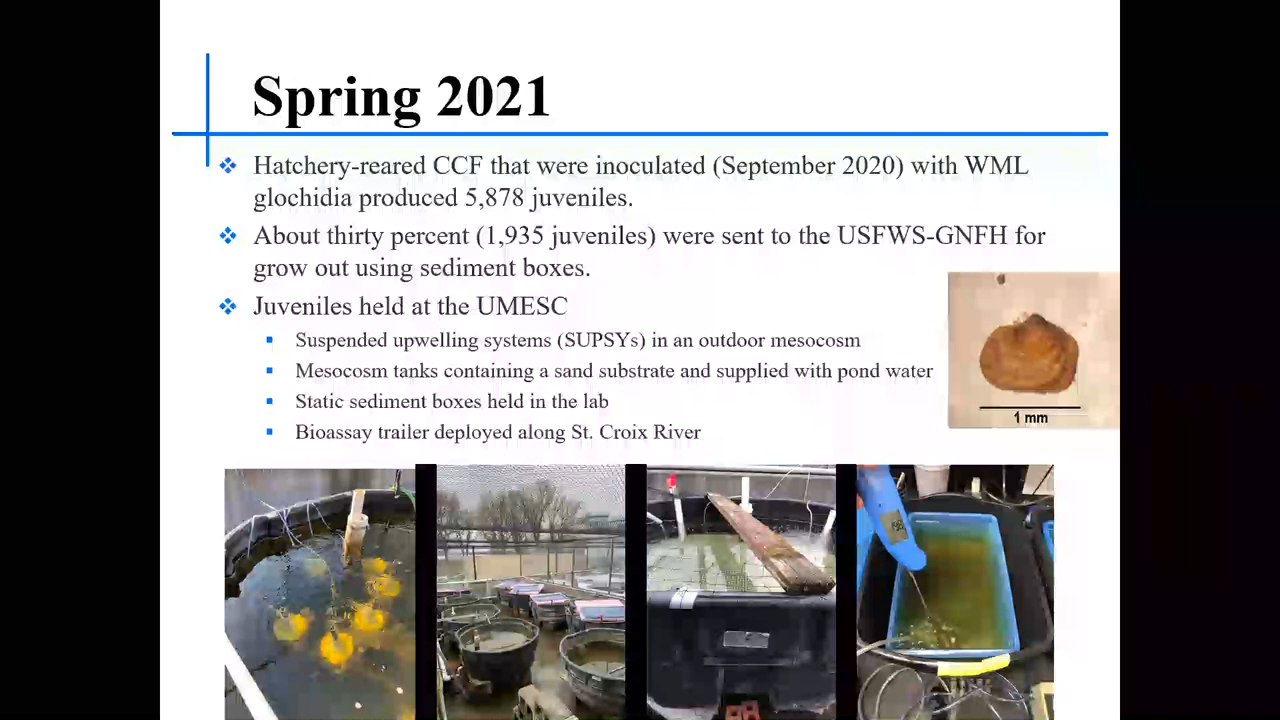 Spring 2021
Hatchery-reared CCF that were inoculated (September 2020) with WML
glochidia produced 5,878 juveniles.
About thirty percent (1,935 juveniles) were sent to the USFWS-GNFH for
grow out using sediment boxes.
Juveniles held at the UMESC
Suspended upwelling systems (SUPSYs) in an outdoor mesocosm
Mesocosm tanks containing a sand substrate and supplied with pond water
Static sediment boxes held in the lab
Bioassay trailer deployed along St. Croix River
1 mm